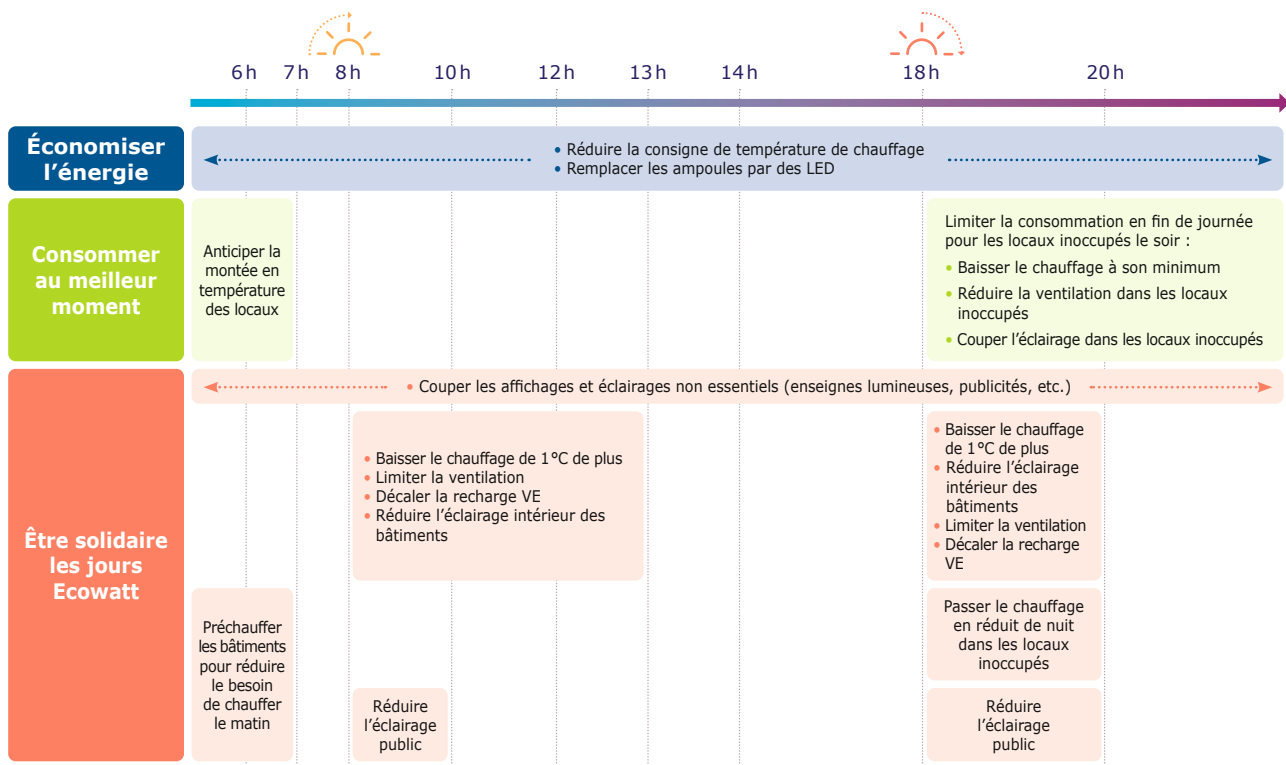 6h 7h 8h 10h 12h 13h 14h 18h 20h
Économiser
l’énergie
• Réduire la consigne de température de chauffage
• Remplacer les ampoules par des LED
Consommer
au meilleur
moment
Anticiper la
montée en
température
des locaux
Limiter la consommation en fin de journée
pour les locaux inoccupés le soir :
• Baisser le chauffage à son minimum
• Réduire la ventilation dans les locaux
inoccupés
• Couper l’éclairage dans les locaux inoccupés
Être solidaire
les jours
Ecowatt
• Couper les affichages et éclairages non essentiels (enseignes lumineuses, publicités, etc.)
• Baisser le chauffage de 1°C de plus
• Limiter la ventilation
• Décaler la recharge VE
• Réduire l’éclairage intérieur des
bâtiments
• Baisser le chauffage
de 1°C de plus
• Réduire l’éclairage
intérieur des
bâtiments
• Limiter la ventilation
• Décaler la recharge
VE
Préchauffer
les bâtiments
pour réduire
le besoin
de chauffer
le matin
Passer le chauffage
en réduit de nuit
dans les locaux
inoccupés
Réduire
l’éclairage
public
Réduire
l’éclairage
public